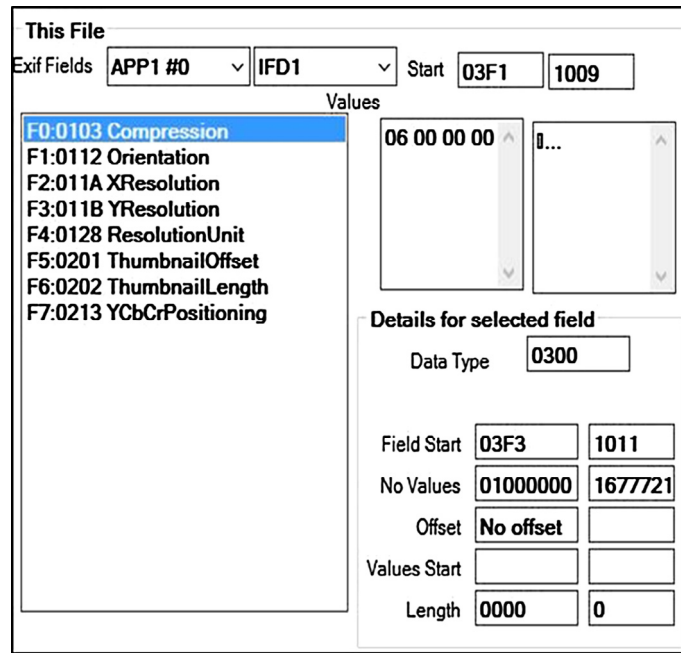 This File
Exif Fields APP1 #0 IFD1 Start 03F1 1009
Values
F0:0103 Compression
F1:0112 Orientation
F2:011A XResolution
F3:011B YResolution
F4:0128 ResolutionUnit
F5:0201 ThumbnailOffset
F6:0202 ThumbnailLength
F7:0213 YCbCrPositioning
06 00 00 00
▯...
Details for selected field
Data Type 0300
Field Start 03F3 1011
No Values 01000000 1677721
Offset No offset
Values Start
Length 0000 0